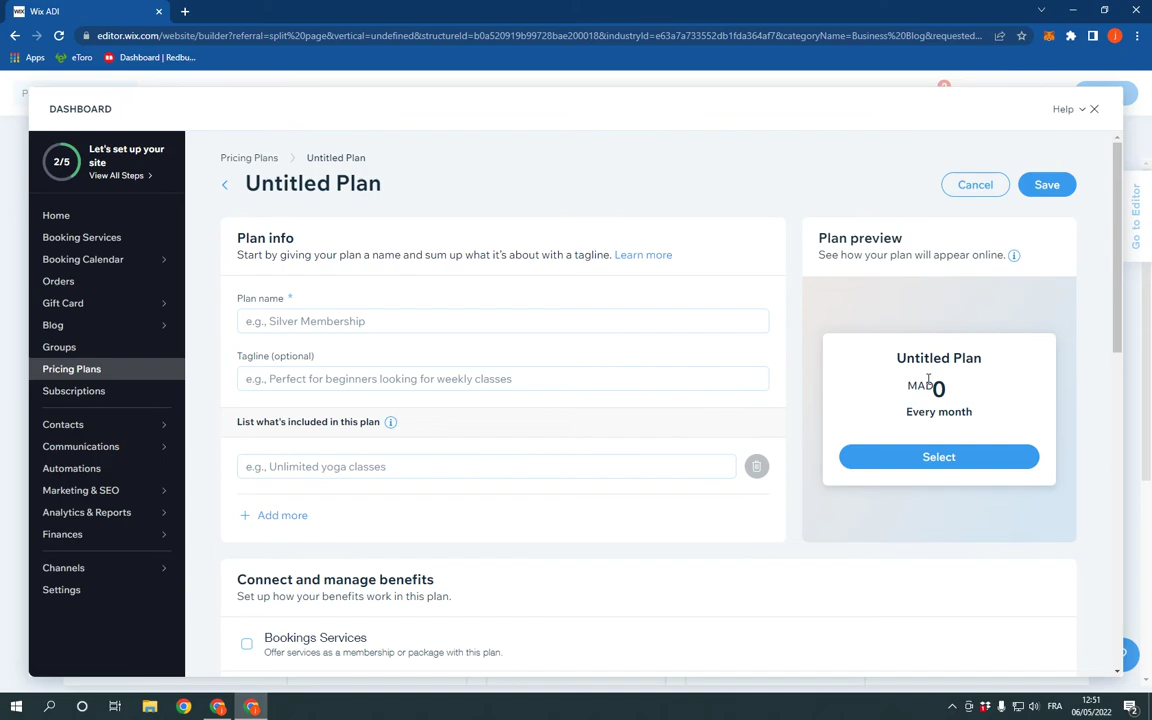 WIX Wix ADI
editor.wix.com/website/builder?referral=split%20page&vertical=undefined&structureId=b0a520919b99728bae200018&industryId=e63a7a733552db1fda364af7&categoryName=Business%20Blog&requested...
Apps eToro Dashboard | Redbu...
DASHBOARD
Help
2/5
Let's set up your
site
View All Steps
Home
Booking Services
Booking Calendar
Orders
Gift Card
Blog
Groups
Pricing Plans
Subscriptions
Contacts
Communications
Automations
Marketing & SEO
Analytics & Reports
Finances
Channels
Settings
Pricing Plans Untitled Plan
Untitled Plan
Cancel Save
Plan info
Start by giving your plan a name and sum up what it's about with a tagline. Learn more
Plan name *
e.g., Silver Membership
Tagline (optional)
e.g., Perfect for beginners looking for weekly classes
List what's included in this plan
e.g., Unlimited yoga classes
+ Add more
Connect and manage benefits
Set up how your benefits work in this plan.
Bookings Services
Offer services as a membership or package with this plan.
Plan preview
See how your plan will appear online.
Untitled Plan
MAD 0
Every month
Select
Go to Editor
FRA
12:51
06/05/2022
2